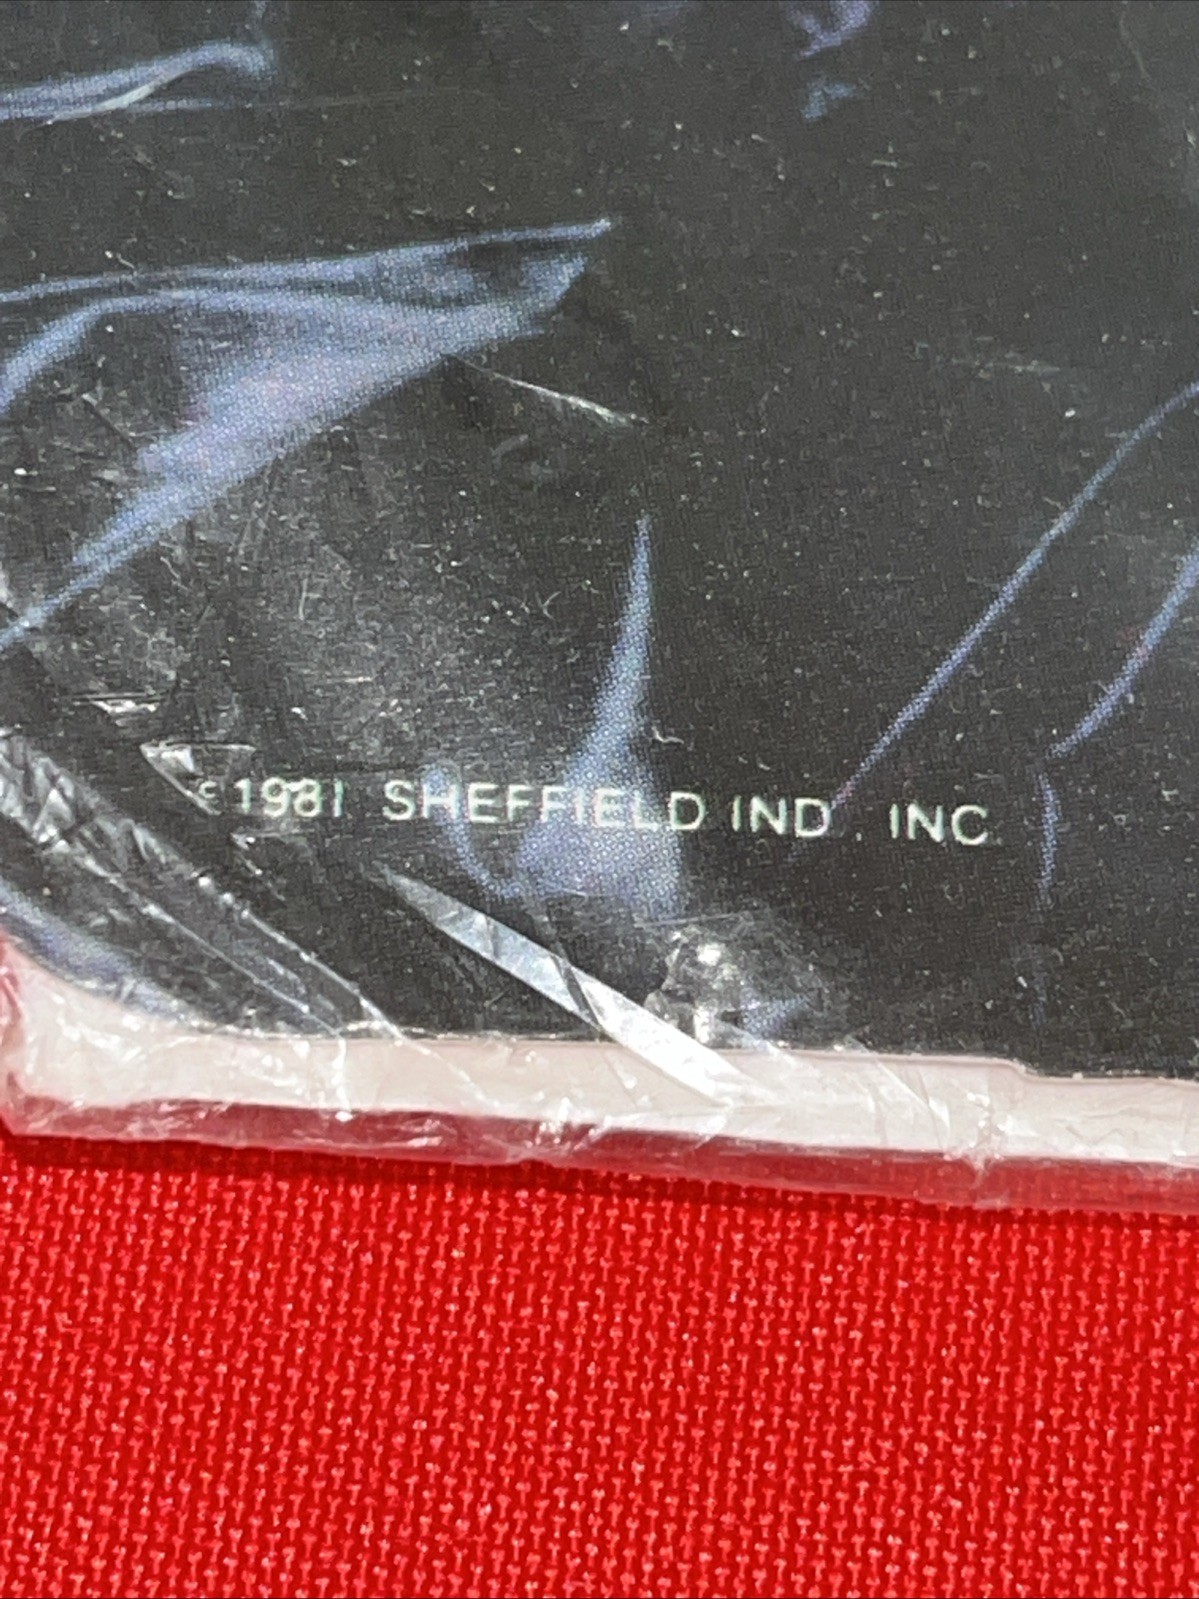 ©1981 SHEFFIELD IND. INC.